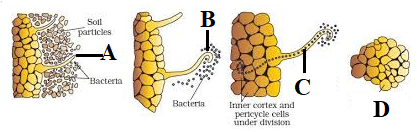 Soil
particles
A
Bacteria
B
Bacteria
C
Inner cortex and
pericycle cells
under division
D